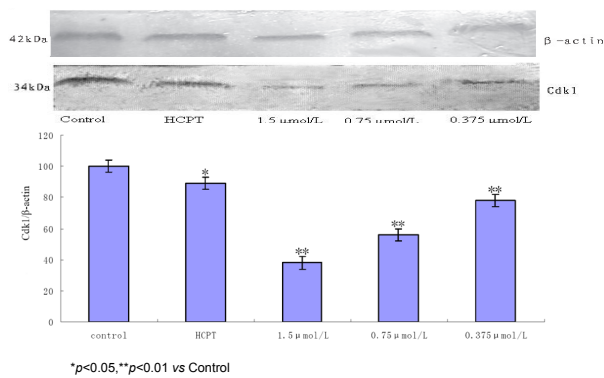 42kDa β-actin
34kDa Cdk1
Control HCPT 1.5 μmol/L 0.75 μmol/L 0.375 μmol/L
120
100
80
60
40
20
0
Cdk1/β-actin
*
**
**
**
control HCPT 1.5μmol/L 0.75μmol/L 0.375μmol/L
*p<0.05,**p<0.01 vs Control